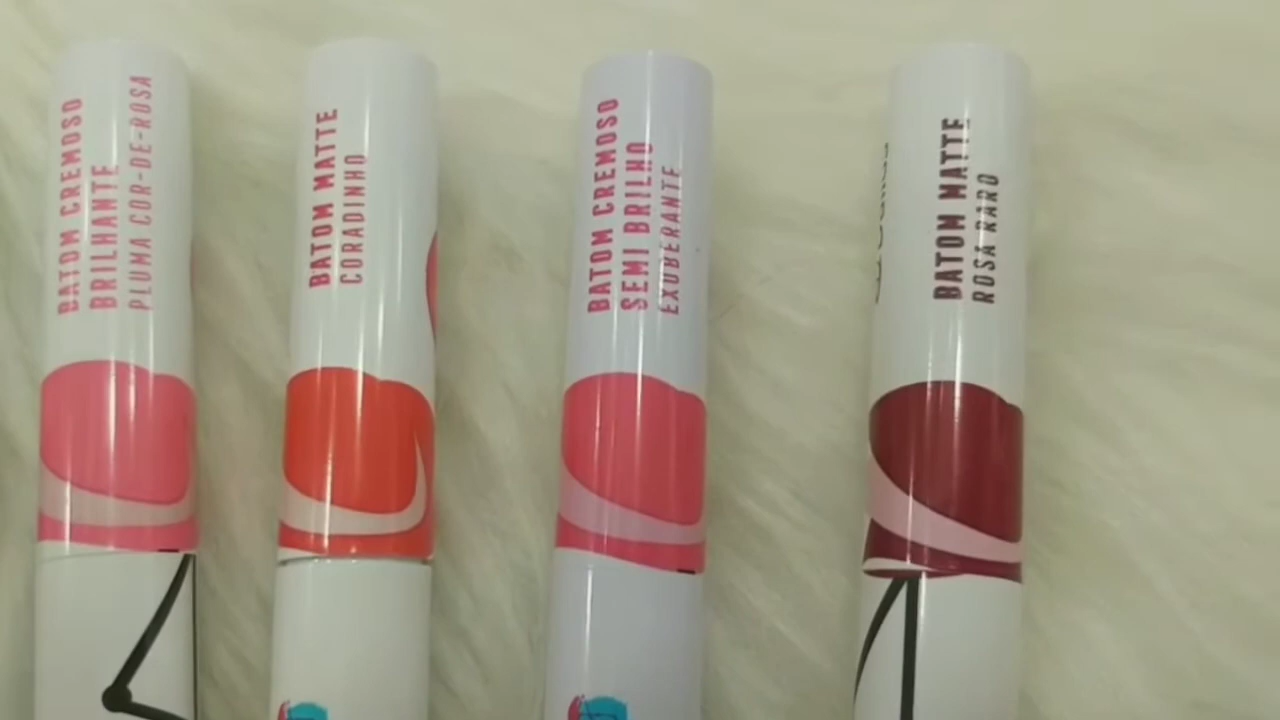 BATOM CREMOSO
BRILHANTE
PLUMA COR-DE-ROSA
BATOM MATTE
CORADINHO
BATOM CREMOSO
SEMI BRILHO
EXUBERANTE
BATOM MATTE
ROSA RARO